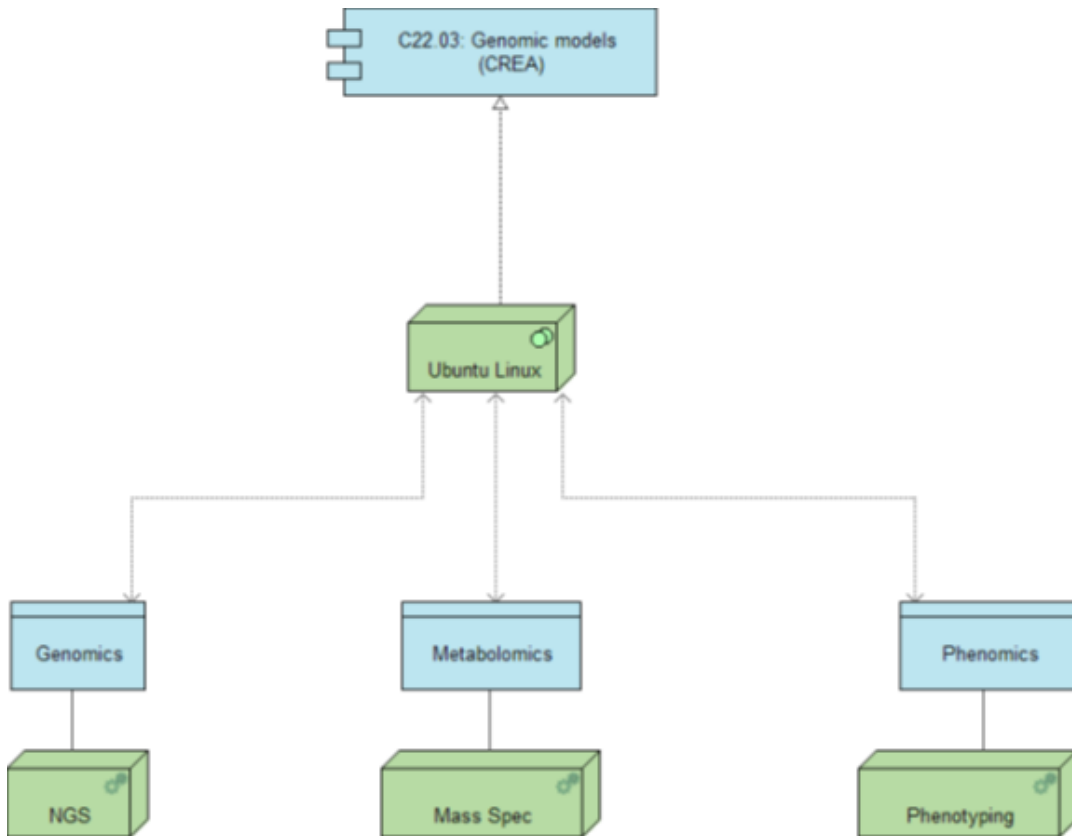 C22.03: Genomic models
(CREA)
Ubuntu Linux
Genomics
Metabolomics
Phenomics
NGS
Mass Spec
Phenotyping